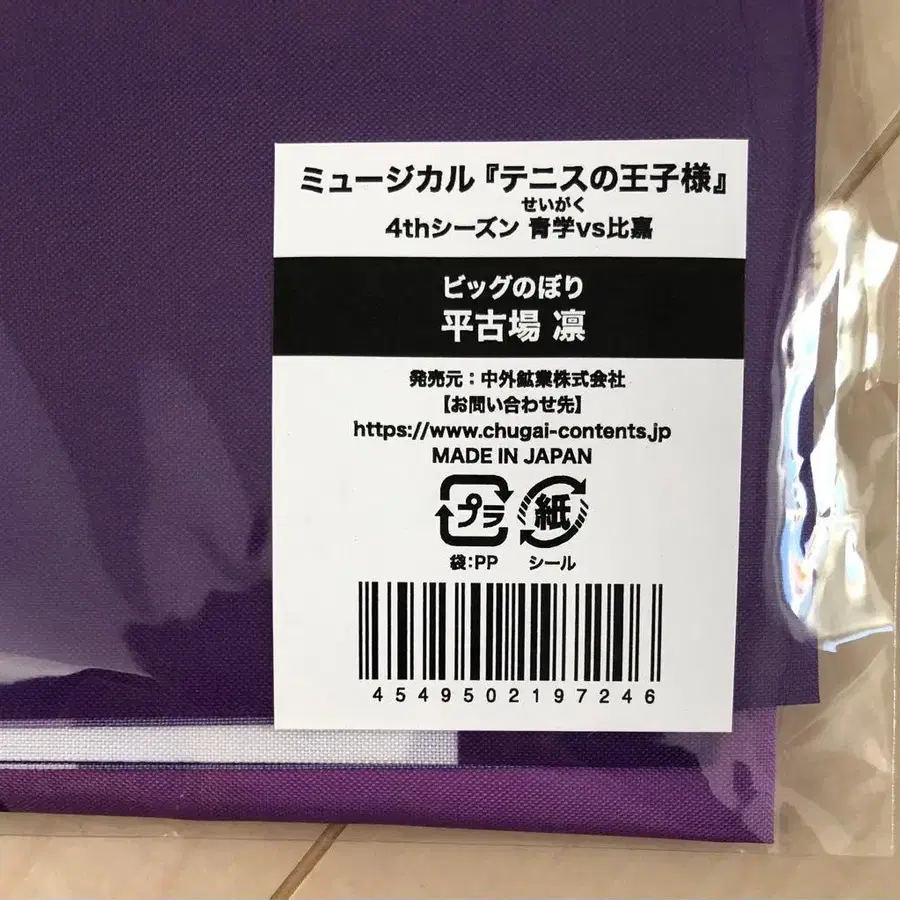 ミュージカル『テニスの王子様』
せいがく
4thシーズン 青学vs比嘉
ビッグのぼり
平古場 凛
発売元：中外鉱業株式会社
【お問い合わせ先】
https://www.chugai-contents.jp
MADE IN JAPAN
プラ 紙
袋:PP シール
4549502197246